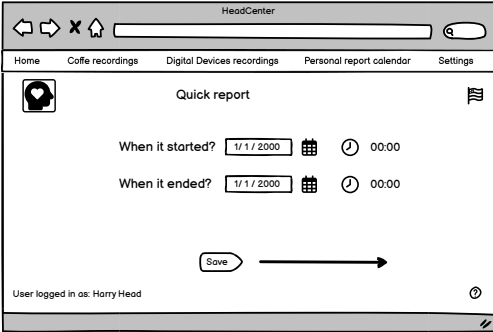 HeadCenter
Home Coffe recordings Digital Devices recordings Personal report calendar Settings
Quick report
When it started? 1/1/2000 00:00
When it ended? 1/1/2000 00:00
Save
User logged in as: Harry Head ?